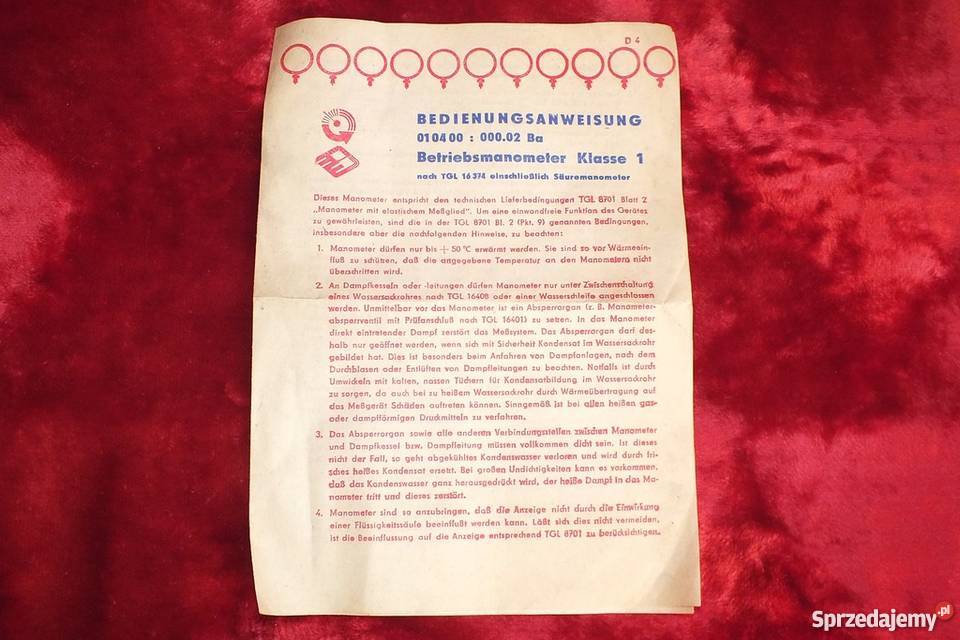 D 4
BEDIENUNGSANWEISUNG
010400 : 000.02 Ba
Betriebsmanometer Klasse 1
nach TGL 16374 einschließlich Säuremanometer
Dieses Manometer entspricht den technischen Lieferbedingungen TGL 8701 Blatt 2
„Manometer mit elastischem Meßglied". Um eine einwandfreie Funktion des Gerätes
zu gewährleisten, sind die in der TGL 8701 Bl. 2 (Pkt. 9) genannten Bedingungen,
insbesondere aber die nachfolgenden Hinweise, zu beachten:
1. Manometer dürfen nur bis + 50 °C erwärmt werden. Sie sind so vor Wärmeein-
fluß zu schützen, daß die angegebene Temperatur an den Manometern nicht
überschritten wird.
2. An Dampfkesseln oder -leitungen dürfen Manometer nur unter Zwischenschaltung
eines Wassersackrohres nach TGL 16408 oder einer Wasserschleife angeschlossen
werden. Unmittelbar vor das Manometer ist ein Absperrorgan (z. B. Manometer-
absperrventil mit Prüfanschluß nach TGL 16401) zu setzen. In das Manometer
direkt eintretender Dampf zerstört das Meßsystem. Das Absperrorgan darf des-
halb nur geöffnet werden, wenn sich mit Sicherheit Kondensat im Wassersackrohr
gebildet hat. Dies ist besonders beim Anfahren von Dampfanlagen, nach dem
Durchblasen oder Entlüften von Dampfleitungen zu beachten. Notfalls ist durch
Umwickeln mit kalten, nassen Tüchern für Kondensatbildung im Wassersackrohr
zu sorgen, da auch bei zu heißem Wassersackrohr durch Wärmeübertragung auf
das Meßgerät Schäden auftreten können. Sinngemäß ist bei allen heißen gas-
oder dampfförmigen Druckmitteln zu verfahren.
3. Das Absperrorgan sowie alle anderen Verbindungsstellen zwischen Manometer
und Dampfkessel bzw. Dampfleitung müssen vollkommen dicht sein. Ist dieses
nicht der Fall, so geht abgekühltes Kondenswasser verloren und wird durch fri-
sches heißes Kondensat ersetzt. Bei großen Undichtigkeiten kann es vorkommen,
daß das Kondenswasser ganz herausgedrückt wird, der heiße Dampf in das Ma-
nometer tritt und dieses zerstört.
4. Manometer sind so anzubringen, daß die Anzeige nicht durch die Einwirkung
einer Flüssigkeitssäule beeinflußt werden kann. Läßt sich dies nicht vermeiden,
ist die Beeinflussung auf die Anzeige entsprechend TGL 8701 zu berücksichtigen.
Sprzedajemy.pl